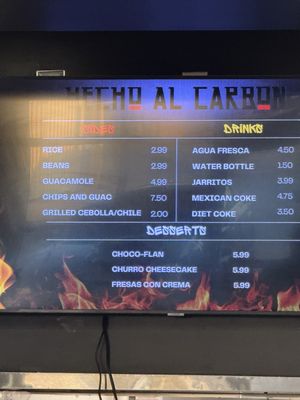 HECHO AL CARBON
SIDES
RICE 2.99
BEANS 2.99
GUACAMOLE 4.99
CHIPS AND GUAC 7.50
GRILLED CEBOLLA/CHILE 2.00
DRINKS
AGUA FRESCA 4.50
WATER BOTTLE 1.50
JARRITOS 3.99
MEXICAN COKE 4.75
DIET COKE 3.50
DESSERTS
CHOCO-FLAN 5.99
CHURRO CHEESECAKE 5.99
FRESAS CON CREMA 5.99